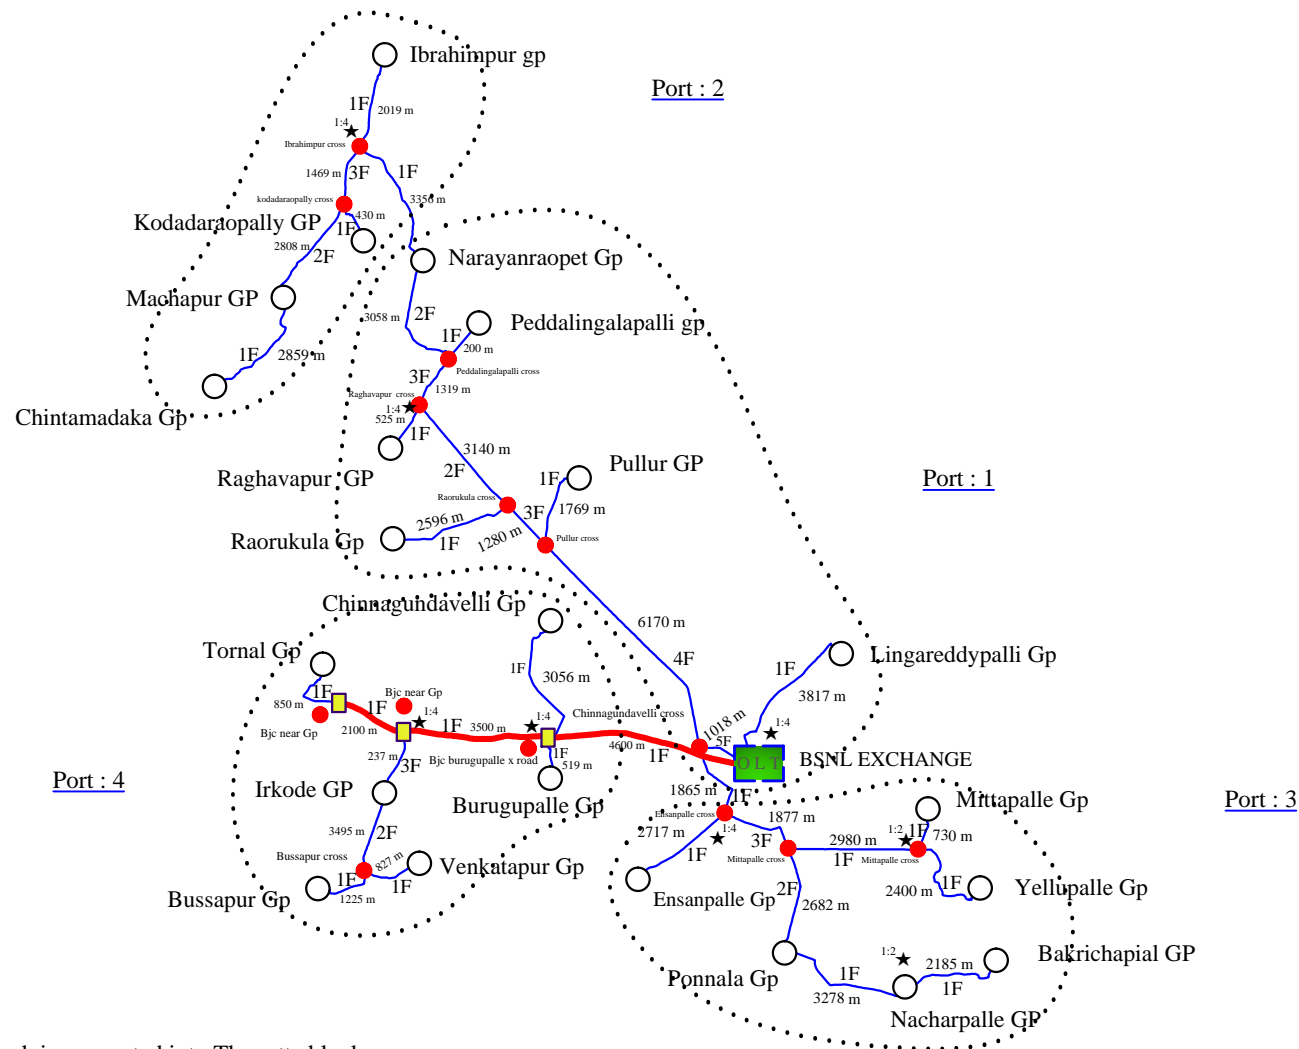 Ibrahimpur gp
Port : 2
1F
2019 m
1:4
Ibrahimpur cross
1469 m
3F
1F
3356 m
kodadaraopally cross
430 m
Kodadaraopally GP
1F
2808 m
2F
Narayanraopet Gp
Machapur GP
3058 m
2F
Peddalingalapalli gp
1F
200 m
1F
2859 m
Peddalingalapalli cross
3F
1319 m
Raghavapur cross
1:4
525 m
1F
Chintamadaka Gp
3140 m
2F
Pullur GP
Raghavapur GP
1F
Port : 1
Raorukula cross
2596 m
3F
1769 m
1F
1280 m
Pullur cross
Raorukula Gp
Chinnagundavelli Gp
6170 m
4F
Tornal Gp
1F
3056 m
Lingareddypalli Gp
1F
3817 m
1F
850 m
Bjc near Gp
1F
2100 m
Bjc near Gp
1:4
1F
3500 m
1:4
Chinnagundavelli cross
1018 m
5F
1:4
4600 m
1F
OLT
BSNL EXCHANGE
Bjc burugupalle x road
1F
519 m
237 m
3F
Port : 4
Irkode GP
Burugupalle Gp
1865 m
1F
Mittapalle Gp
Port : 3
Ensanpalle cross
1877 m
2717 m
1:4
1F
3F
3495 m
2F
2980 m
1F
1:2
1F
730 m
Mittapalle cross
Mittapalle cross
Bussapur cross
827 m
1F
Venkatapur Gp
1F
1225 m
Bussapur Gp
Ensanpalle Gp
2F
2682 m
2400 m
1F
Yellupalle Gp
1:2
2185 m
1F
Bakrichapial GP
Ponnala Gp
1F
3278 m
Nacharpalle GP